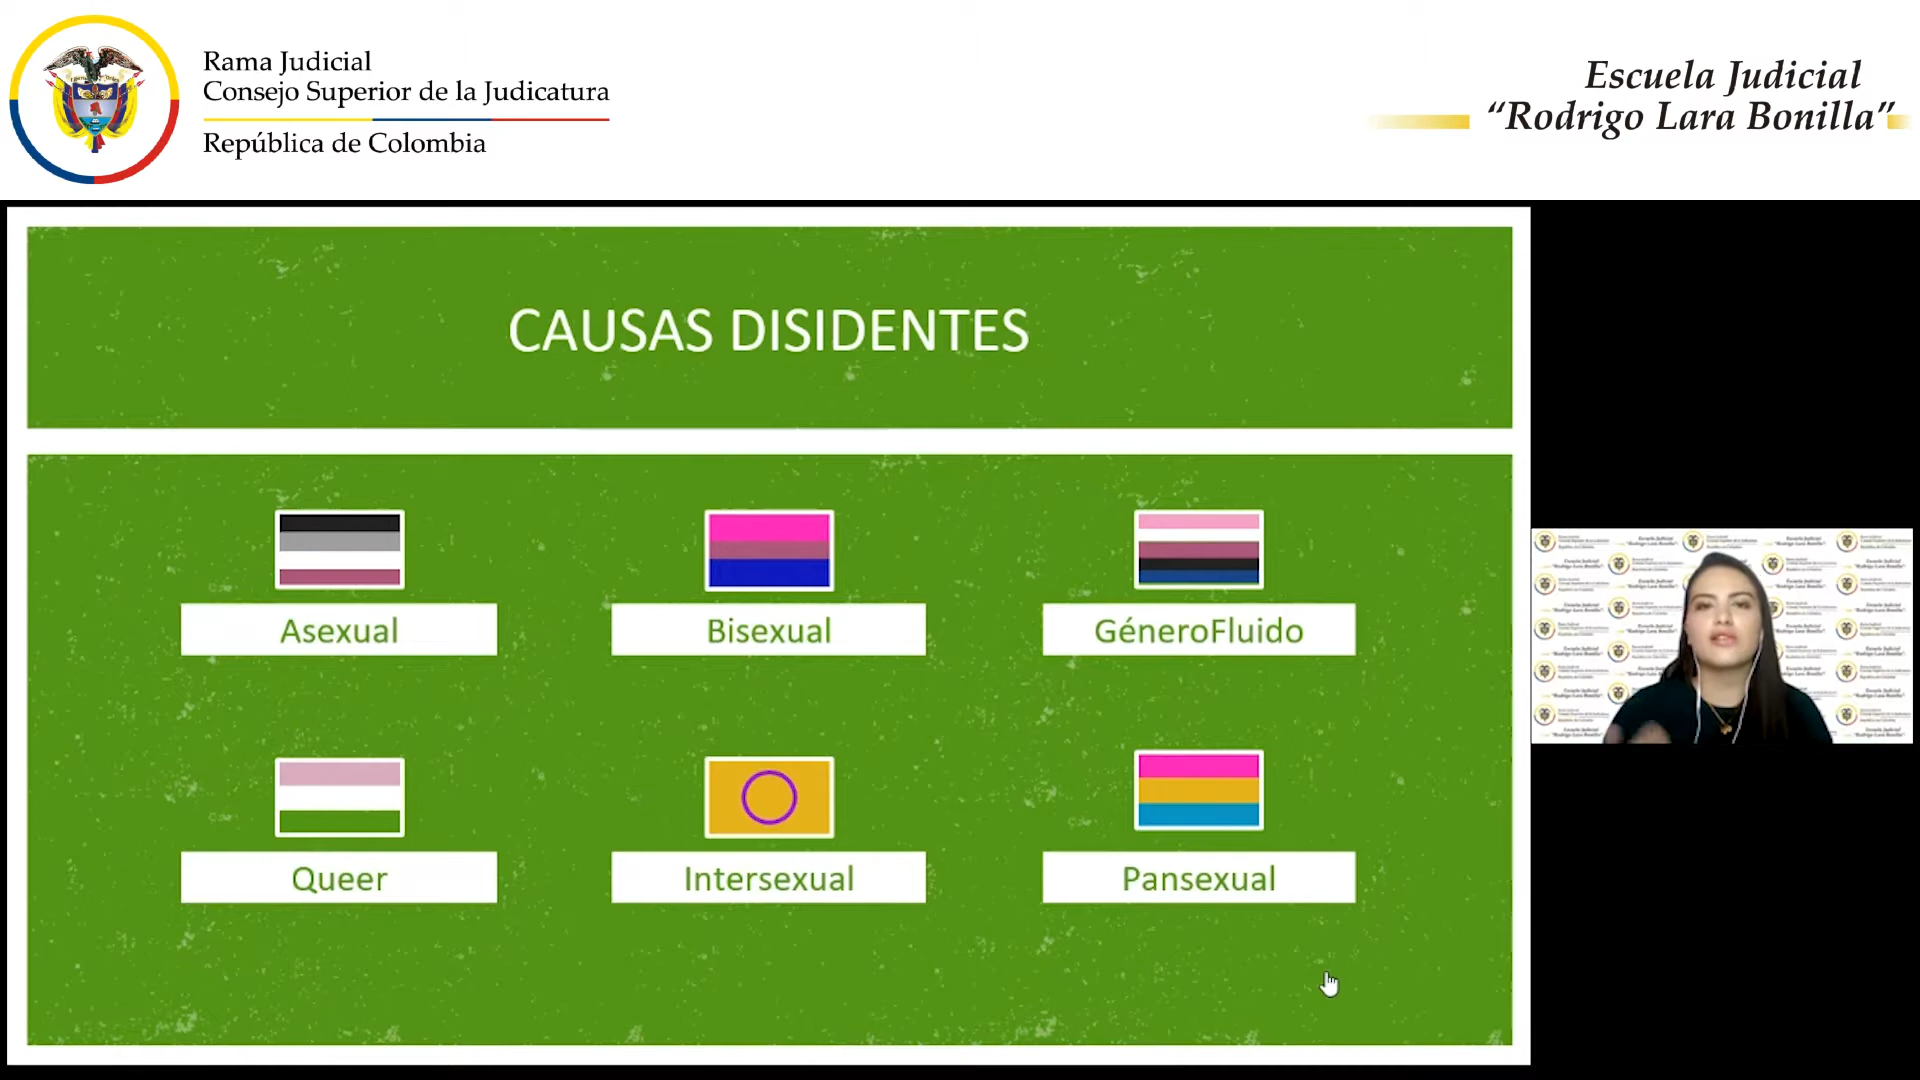 Rama Judicial
Consejo Superior de la Judicatura
República de Colombia
Escuela Judicial
“Rodrigo Lara Bonilla”
CAUSAS DISIDENTES
Asexual
Bisexual
GéneroFluido
Queer
Intersexual
Pansexual